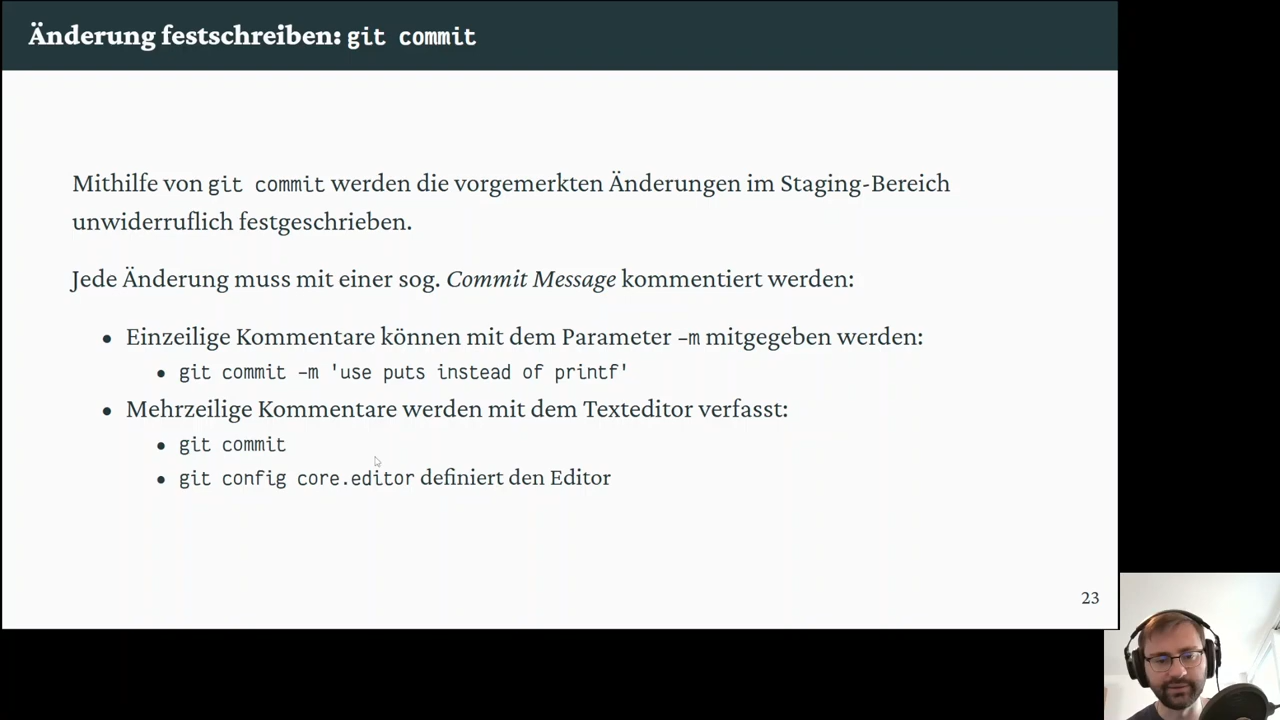 Änderung festschreiben: git commit
Mithilfe von git commit werden die vorgemerkten Änderungen im Staging-Bereich
unwiderruflich festgeschrieben.
Jede Änderung muss mit einer sog. Commit Message kommentiert werden:
• Einzeilige Kommentare können mit dem Parameter -m mitgegeben werden:
• git commit -m 'use puts instead of printf'
• Mehrzeilige Kommentare werden mit dem Texteditor verfasst:
• git commit
• git config core.editor definiert den Editor
23